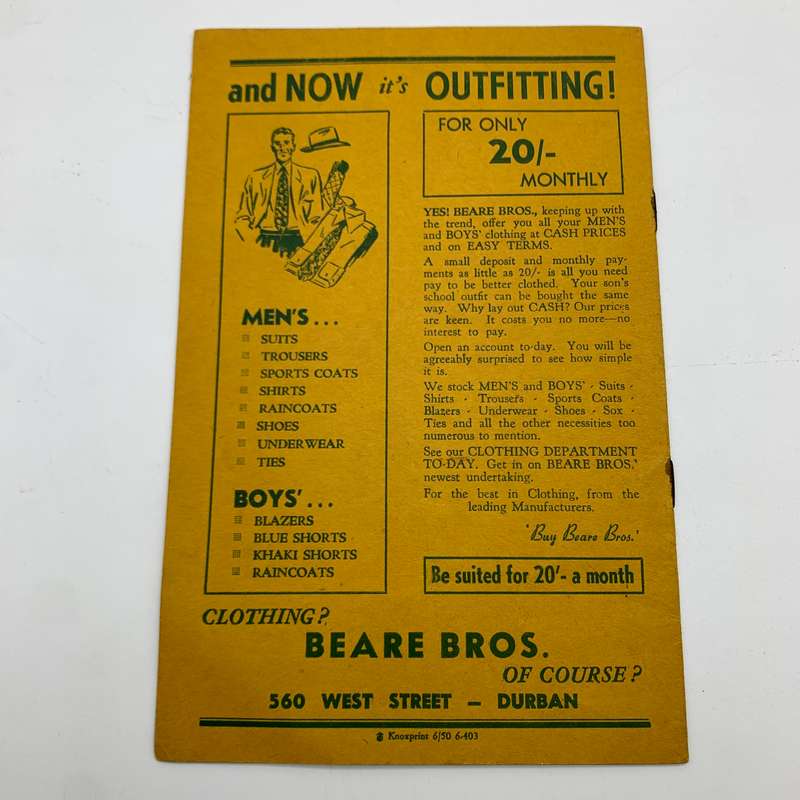 and NOW it's OUTFITTING!
MEN'S...
SUITS
TROUSERS
SPORTS COATS
SHIRTS
RAINCOATS
SHOES
UNDERWEAR
TIES
BOYS'...
BLAZERS
BLUE SHORTS
KHAKI SHORTS
RAINCOATS
FOR ONLY
20/-
MONTHLY
YES! BEARE BROS., keeping up with
the trend, offer you all your MEN'S
and BOYS' clothing at CASH PRICES
and on EASY TERMS.
A small deposit and monthly pay-
ments as little as 20/- is all you need
pay to be better clothed. Your son's
school outfit can be bought the same
way. Why lay out CASH? Our prices
are keen. It costs you no more—no
interest to pay.
Open an account to-day. You will be
agreeably surprised to see how simple
it is.
We stock MEN'S and BOYS' - Suits -
Shirts - Trousers - Sports Coats -
Blazers - Underwear - Shoes - Sox -
Ties and all the other necessities too
numerous to mention.
See our CLOTHING DEPARTMENT
TO-DAY. Get in on BEARE BROS.'
newest undertaking.
For the best in Clothing, from the
leading Manufacturers.
'Buy Beare Bros.'
Be suited for 20'- a month
CLOTHING?
BEARE BROS.
OF COURSE?
560 WEST STREET – DURBAN
Knoxprint 6/50 6-403